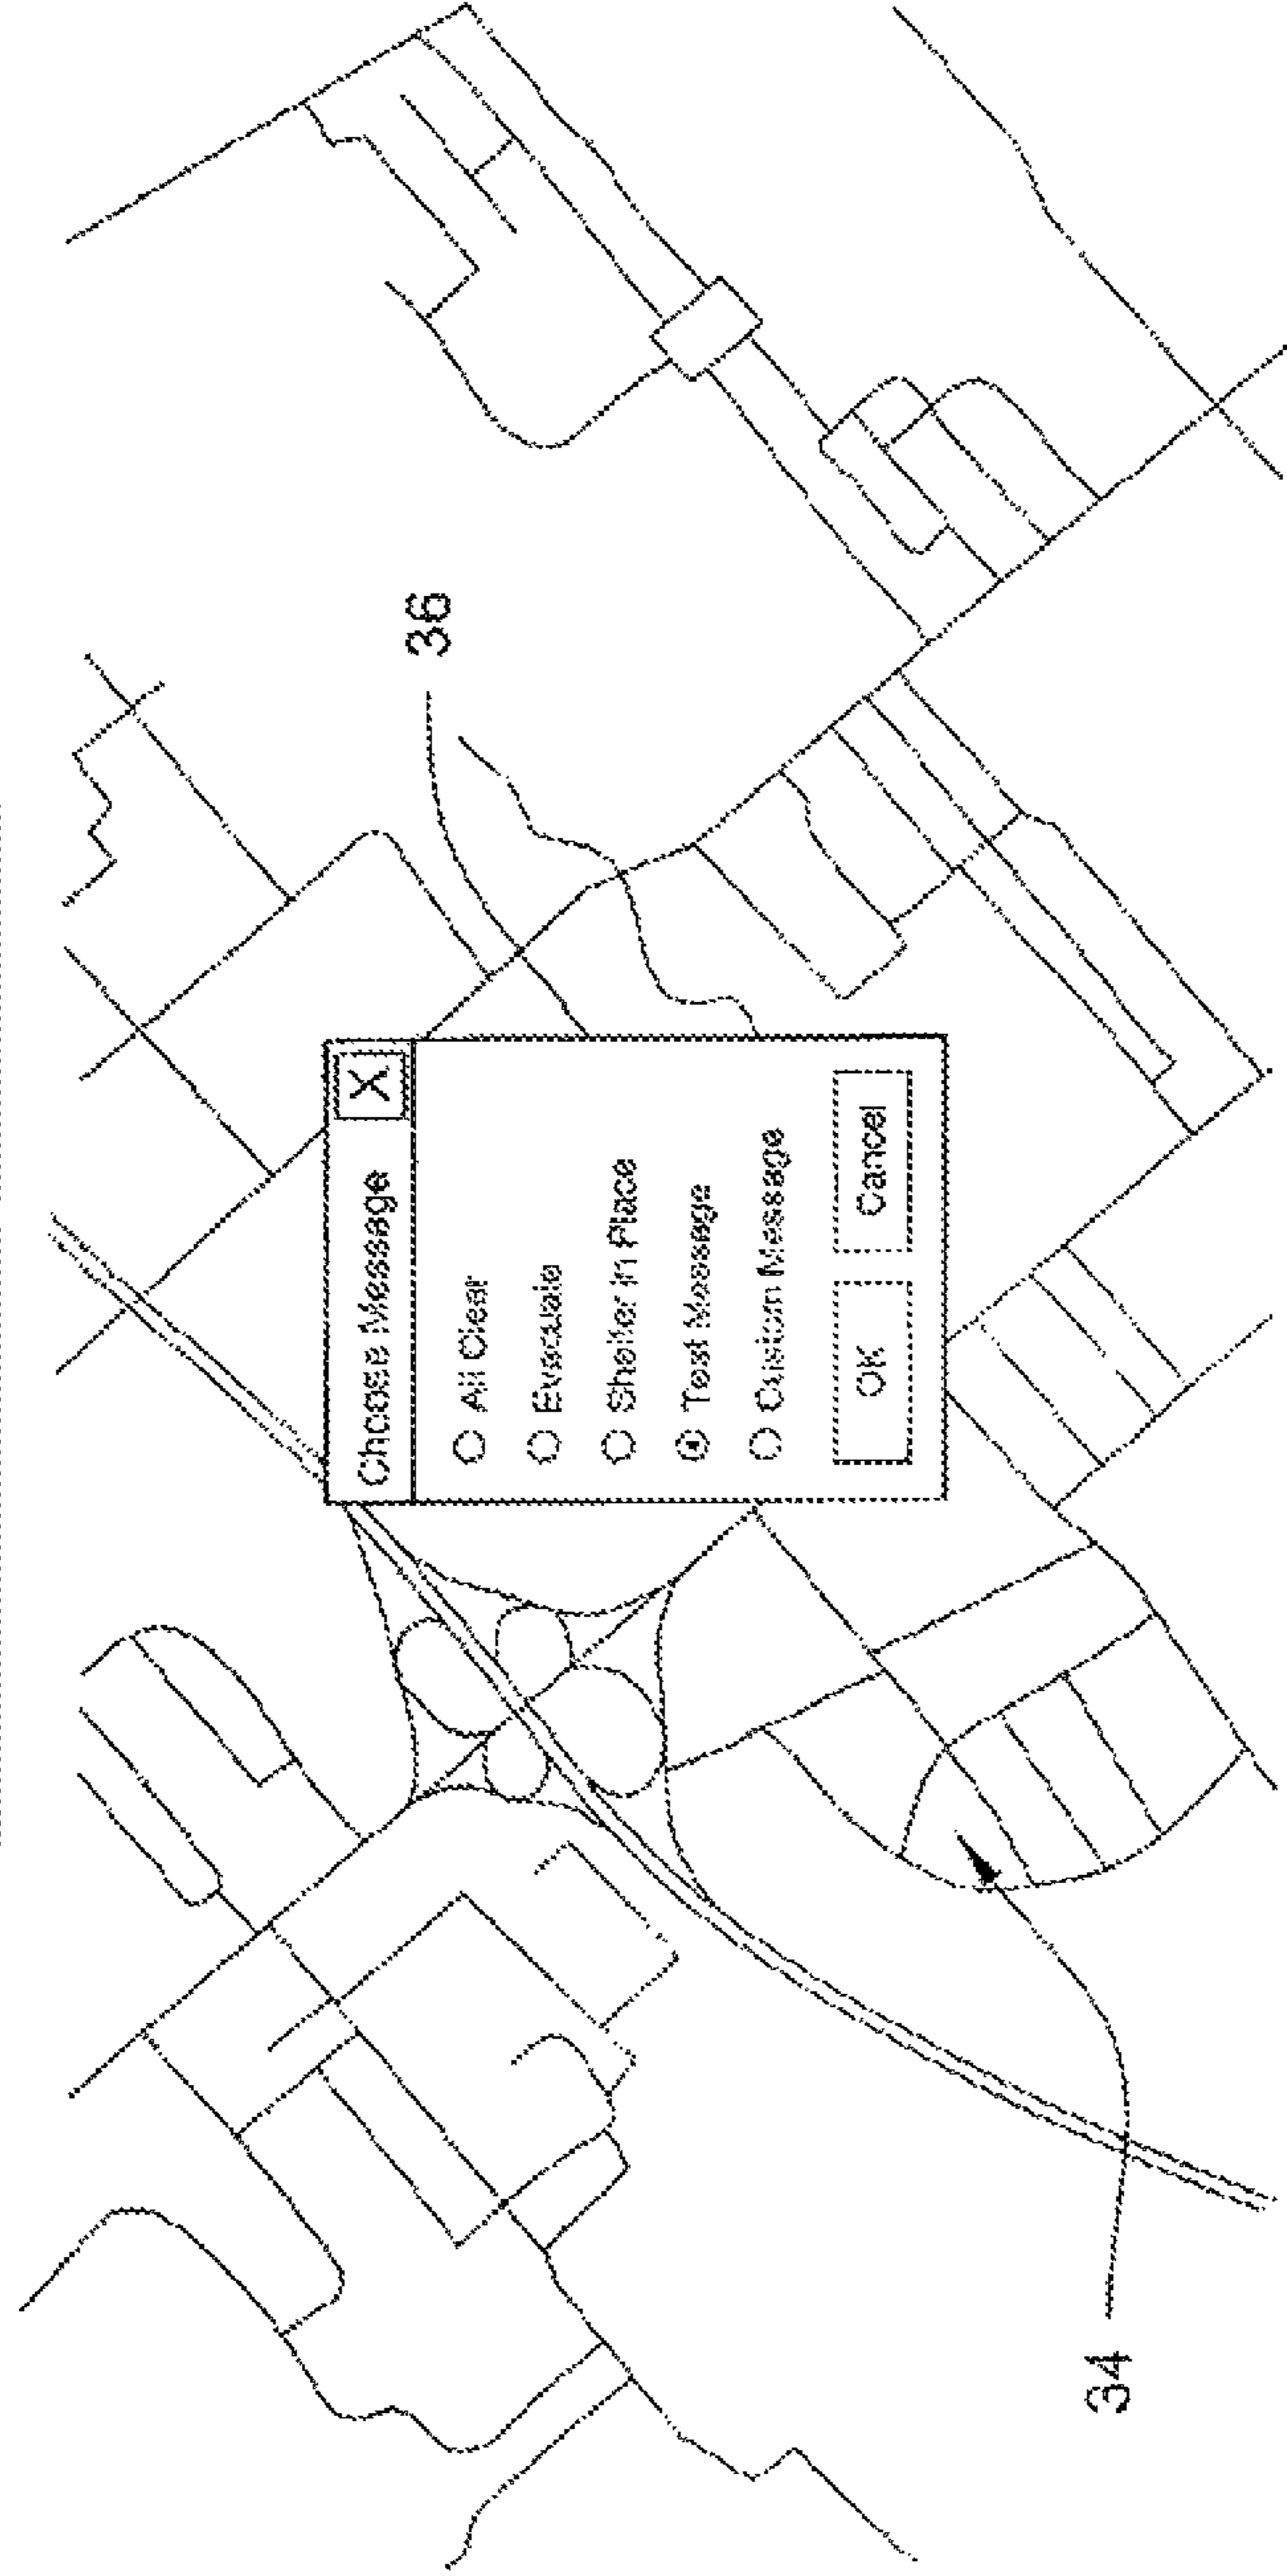 36
Choose Message X
All Clear
Evacuate
Shelter In Place
Test Message
Custom Message
OK Cancel
34